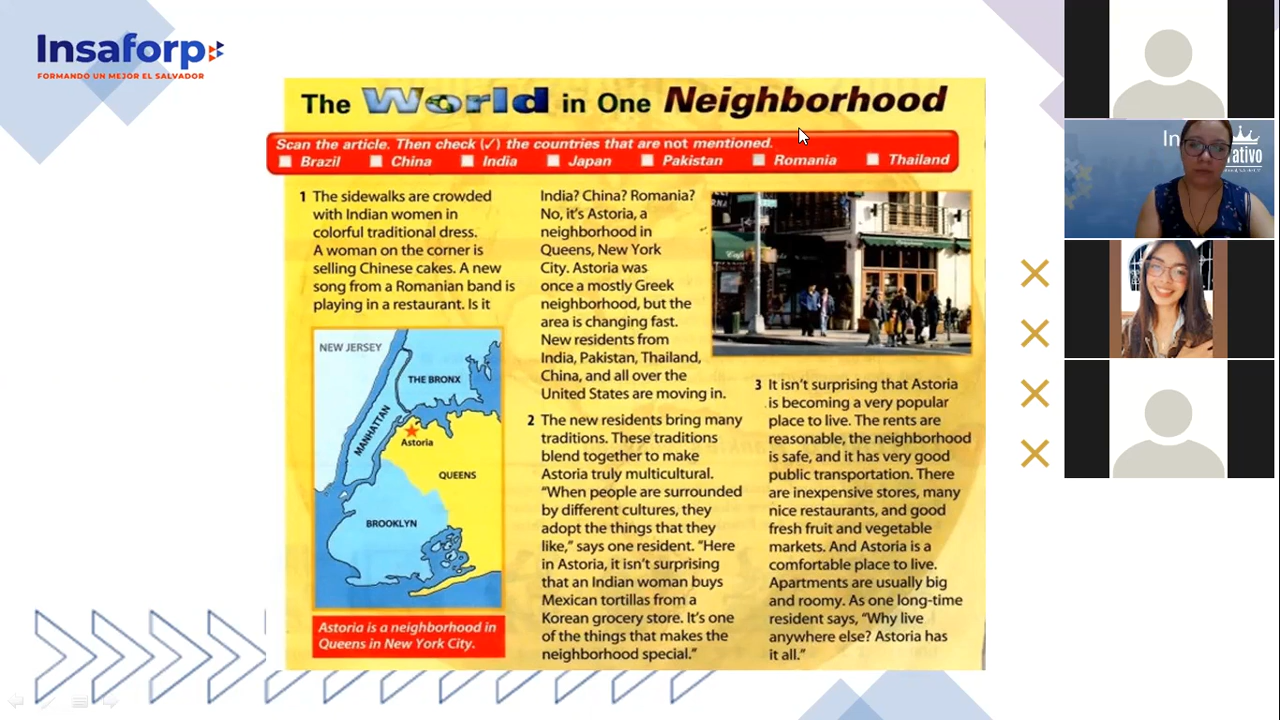 Insaforp
FORMANDO UN MEJOR EL SALVADOR
The World in One Neighborhood
Scan the article. Then check (✓) the countries that are not mentioned.
Brazil China India Japan Pakistan Romania Thailand
1 The sidewalks are crowded
with Indian women in
colorful traditional dress.
A woman on the corner is
selling Chinese cakes. A new
song from a Romanian band is
playing in a restaurant. Is it
India? China? Romania?
No, it's Astoria, a
neighborhood in
Queens, New York
City. Astoria was
once a mostly Greek
neighborhood, but the
area is changing fast.
New residents from
India, Pakistan, Thailand,
China, and all over the
United States are moving in.
NEW JERSEY
THE BRONX
MANHATTAN
Astoria
QUEENS
BROOKLYN
Astoria is a neighborhood in
Queens in New York City.
2 The new residents bring many
traditions. These traditions
blend together to make
Astoria truly multicultural.
"When people are surrounded
by different cultures, they
adopt the things that they
like," says one resident. "Here
in Astoria, it isn't surprising
that an Indian woman buys
Mexican tortillas from a
Korean grocery store. It's one
of the things that makes the
neighborhood special."
3 It isn't surprising that Astoria
is becoming a very popular
place to live. The rents are
reasonable, the neighborhood
is safe, and it has very good
public transportation. There
are inexpensive stores, many
nice restaurants, and good
fresh fruit and vegetable
markets. And Astoria is a
comfortable place to live.
Apartments are usually big
and roomy. As one long-time
resident says, "Why live
anywhere else? Astoria has
it all."
In
ativo